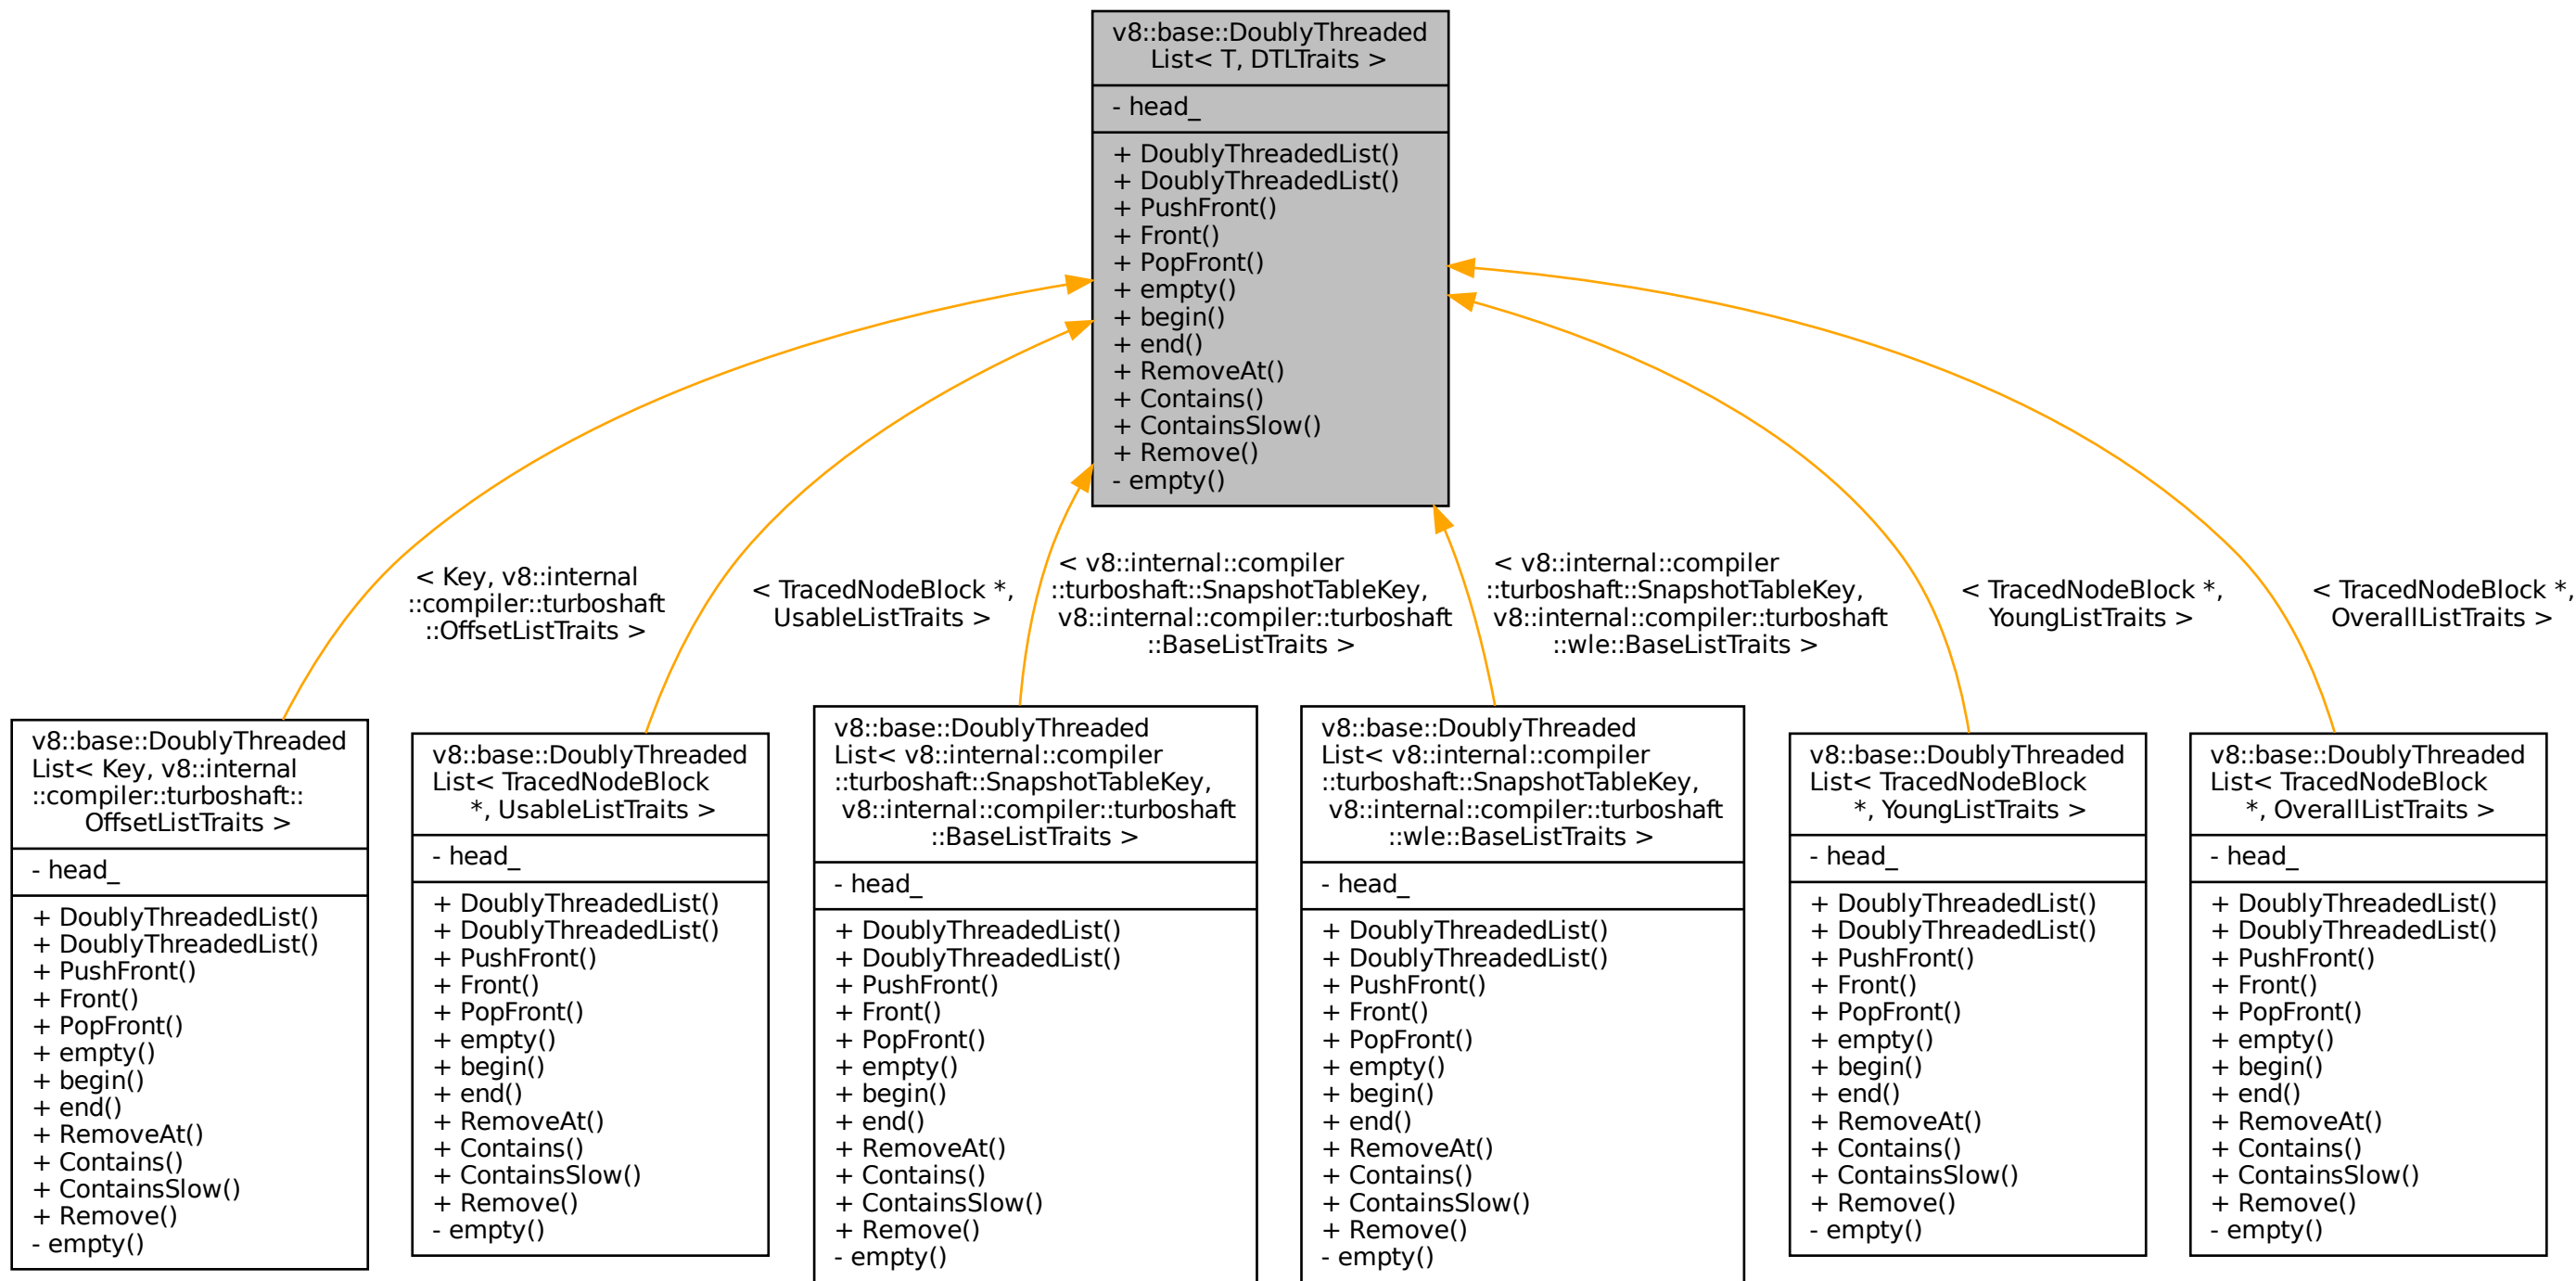 v8::base::DoublyThreaded
List< T, DTLTraits >
- head_
+ DoublyThreadedList()
+ DoublyThreadedList()
+ PushFront()
+ Front()
+ PopFront()
+ empty()
+ begin()
+ end()
+ RemoveAt()
+ Contains()
+ ContainsSlow()
+ Remove()
- empty()
< Key, v8::internal
::compiler::turboshaft
::OffsetListTraits >
< TracedNodeBlock *,
UsableListTraits >
< v8::internal::compiler
::turboshaft::SnapshotTableKey,
v8::internal::compiler::turboshaft
::BaseListTraits >
< v8::internal::compiler
::turboshaft::SnapshotTableKey,
v8::internal::compiler::turboshaft
::wle::BaseListTraits >
< TracedNodeBlock *,
YoungListTraits >
< TracedNodeBlock *,
OverallListTraits >
v8::base::DoublyThreaded
List< Key, v8::internal
::compiler::turboshaft::
OffsetListTraits >
- head_
+ DoublyThreadedList()
+ DoublyThreadedList()
+ PushFront()
+ Front()
+ PopFront()
+ empty()
+ begin()
+ end()
+ RemoveAt()
+ Contains()
+ ContainsSlow()
+ Remove()
- empty()
v8::base::DoublyThreaded
List< TracedNodeBlock
*, UsableListTraits >
- head_
+ DoublyThreadedList()
+ DoublyThreadedList()
+ PushFront()
+ Front()
+ PopFront()
+ empty()
+ begin()
+ end()
+ RemoveAt()
+ Contains()
+ ContainsSlow()
+ Remove()
- empty()
v8::base::DoublyThreaded
List< v8::internal::compiler
::turboshaft::SnapshotTableKey,
v8::internal::compiler::turboshaft
::BaseListTraits >
- head_
+ DoublyThreadedList()
+ DoublyThreadedList()
+ PushFront()
+ Front()
+ PopFront()
+ empty()
+ begin()
+ end()
+ RemoveAt()
+ Contains()
+ ContainsSlow()
+ Remove()
- empty()
v8::base::DoublyThreaded
List< v8::internal::compiler
::turboshaft::SnapshotTableKey,
v8::internal::compiler::turboshaft
::wle::BaseListTraits >
- head_
+ DoublyThreadedList()
+ DoublyThreadedList()
+ PushFront()
+ Front()
+ PopFront()
+ empty()
+ begin()
+ end()
+ RemoveAt()
+ Contains()
+ ContainsSlow()
+ Remove()
- empty()
v8::base::DoublyThreaded
List< TracedNodeBlock
*, YoungListTraits >
- head_
+ DoublyThreadedList()
+ DoublyThreadedList()
+ PushFront()
+ Front()
+ PopFront()
+ empty()
+ begin()
+ end()
+ RemoveAt()
+ Contains()
+ ContainsSlow()
+ Remove()
- empty()
v8::base::DoublyThreaded
List< TracedNodeBlock
*, OverallListTraits >
- head_
+ DoublyThreadedList()
+ DoublyThreadedList()
+ PushFront()
+ Front()
+ PopFront()
+ empty()
+ begin()
+ end()
+ RemoveAt()
+ Contains()
+ ContainsSlow()
+ Remove()
- empty()